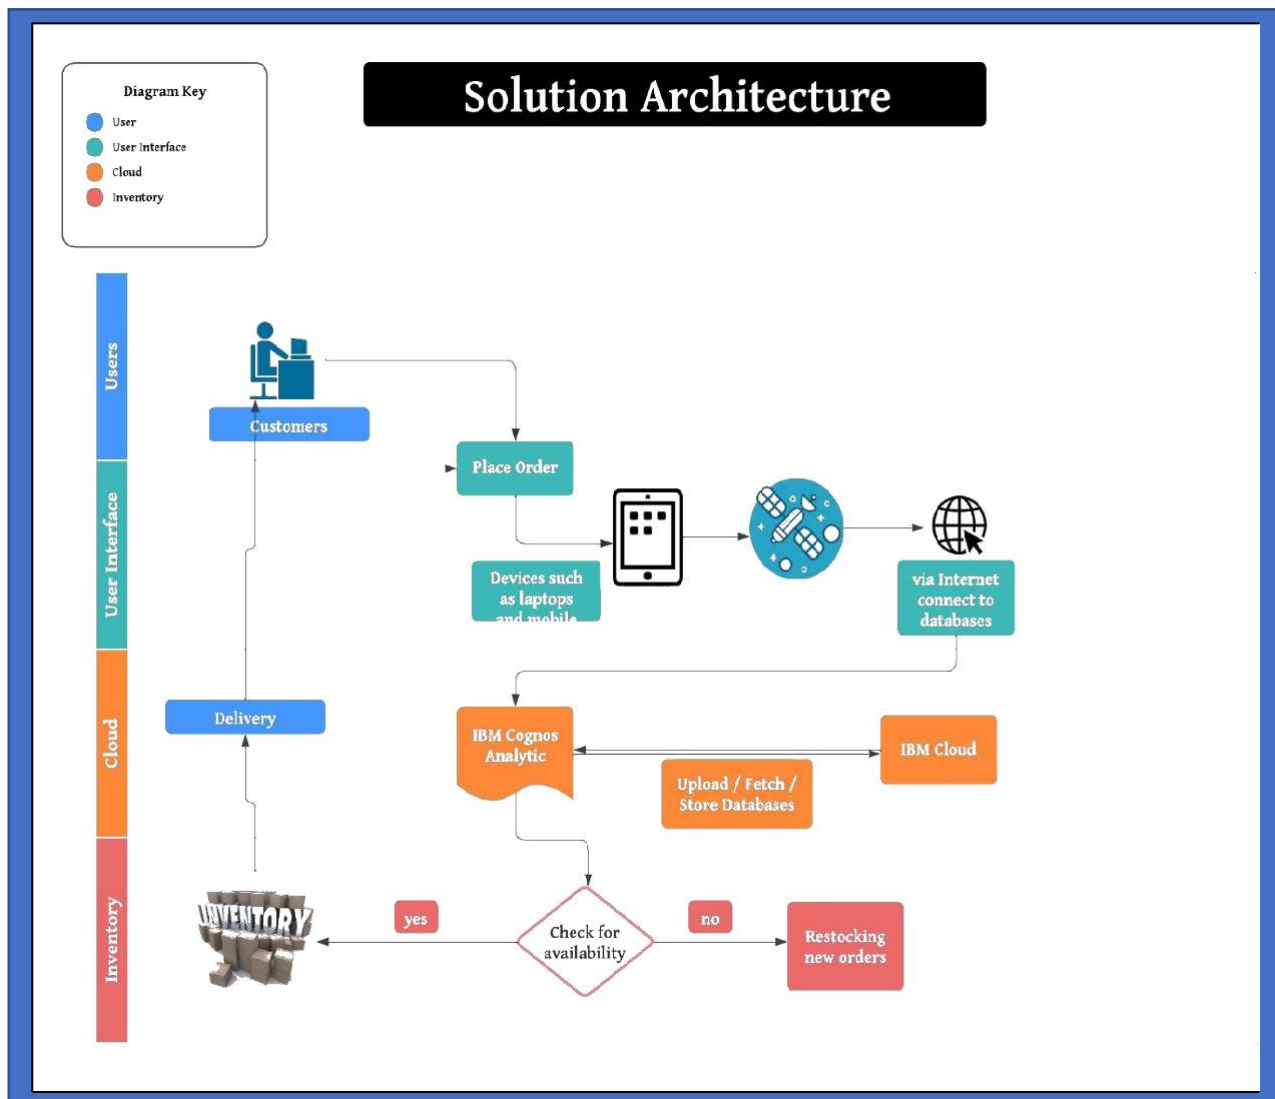 Solution Architecture
Diagram Key
User
User Interface
Cloud
Inventory
Users
User Interface
Cloud
Inventory
Customers
Place Order
Devices such
as laptops
and mobile
via Internet
connect to
databases
Delivery
IBM Cognos
Analytic
IBM Cloud
Upload / Fetch /
Store Databases
INVENTORY
yes
Check for
availability
no
Restocking
new orders